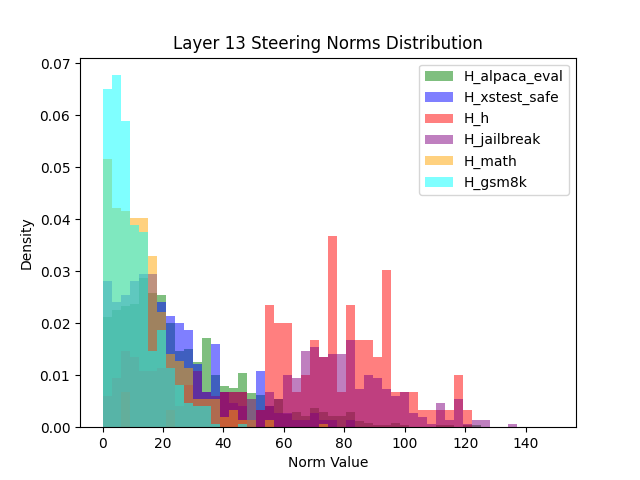 Layer 13 Steering Norms Distribution
0.07
0.06
0.05
0.04
0.03
0.02
0.01
0.00
Density
H_alpaca_eval
H_xstest_safe
H_h
H_jailbreak
H_math
H_gsm8k
0 20 40 60 80 100 120 140
Norm Value